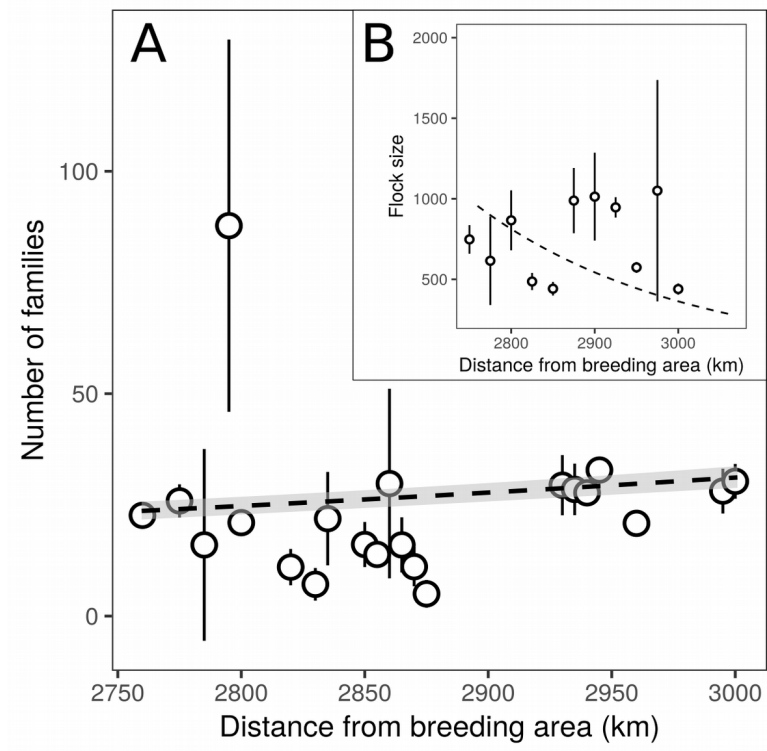 A
B
Number of families
100
50
0
2750
2800
2850
2900
2950
3000
Distance from breeding area (km)
Flock size
2000
1500
1000
500
2800
2900
3000
Distance from breeding area (km)